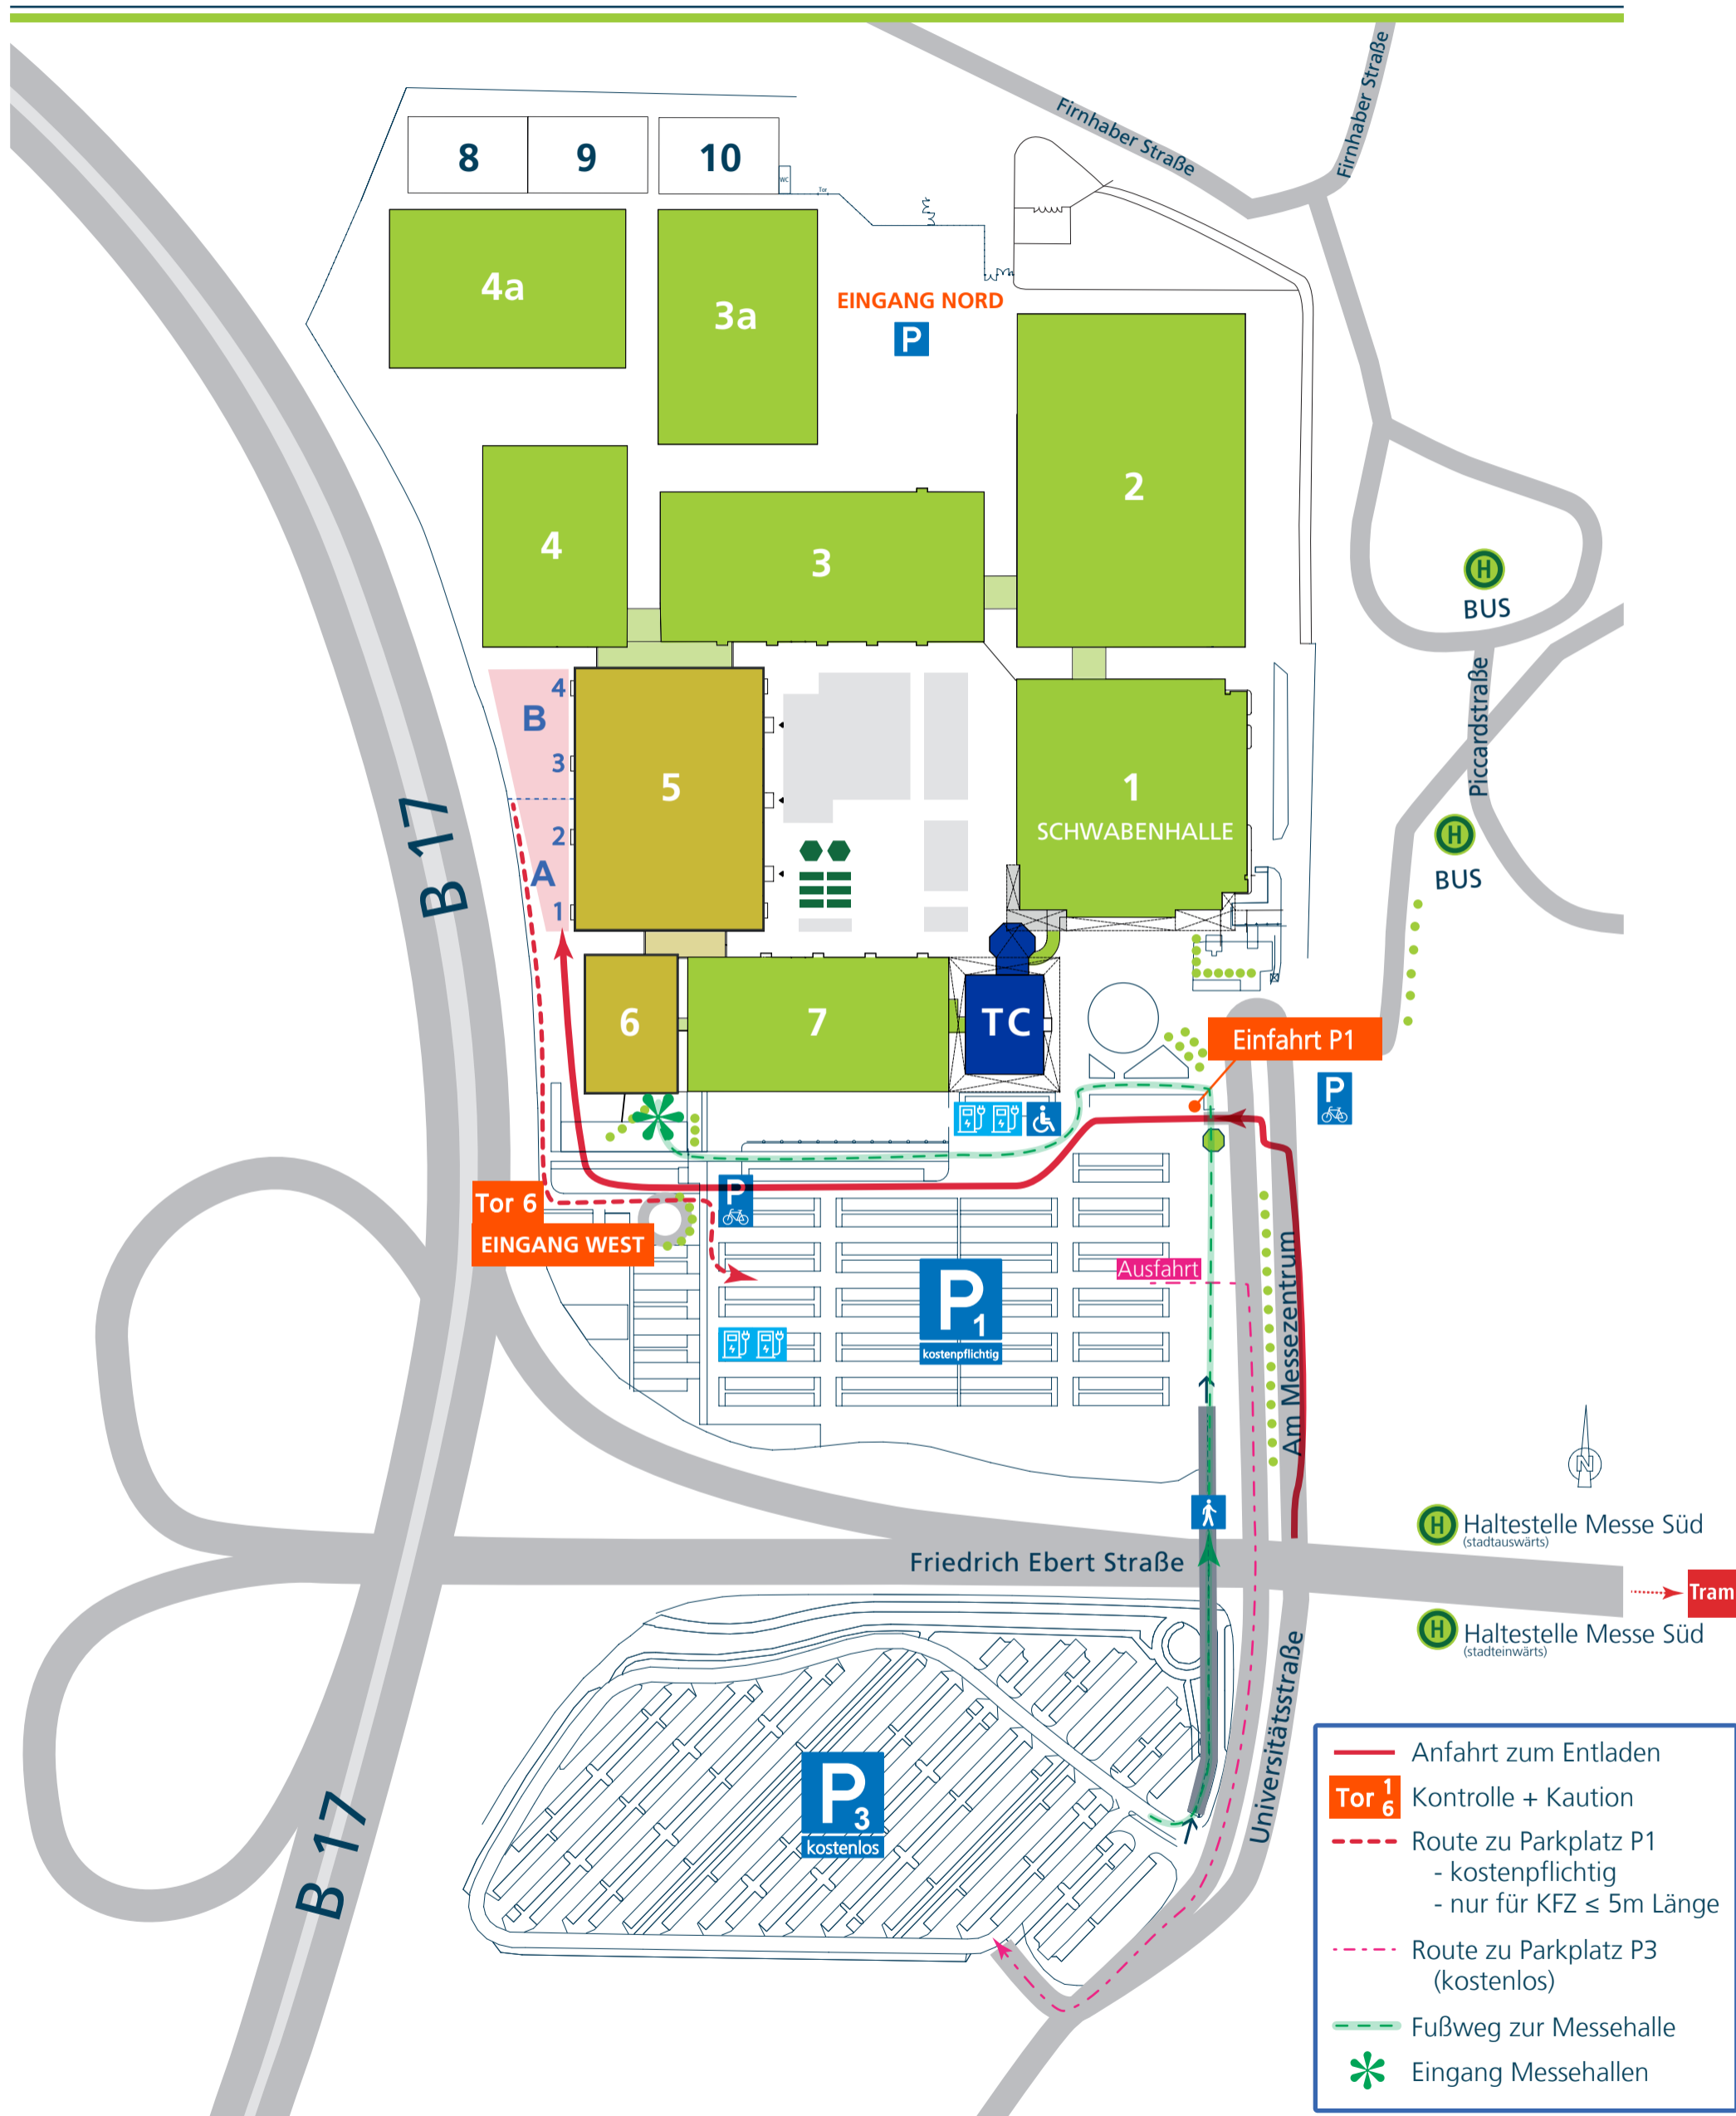 Firnhaber Straße
Firnhaber Straße
8
9
10
WC
Tor
4a
3a
EINGANG NORD
P
2
4
3
H
BUS
Piccardstraße
4
B
3
5
2
A
1
1
SCHWABENHALLE
H
BUS
B 17
6
7
TC
Einfahrt P1
P
Tor 6
EINGANG WEST
P
Ausfahrt
P1
kostenpflichtig
Am Messezentrum
N
H Haltestelle Messe Süd
(stadtauswärts)
Friedrich Ebert Straße
Tram
H Haltestelle Messe Süd
(stadteinwärts)
Universitätsstraße
P3
kostenlos
B 17
Anfahrt zum Entladen
Tor 1 6 Kontrolle + Kaution
Route zu Parkplatz P1
- kostenpflichtig
- nur für KFZ ≤ 5m Länge
Route zu Parkplatz P3
(kostenlos)
Fußweg zur Messehalle
Eingang Messehallen